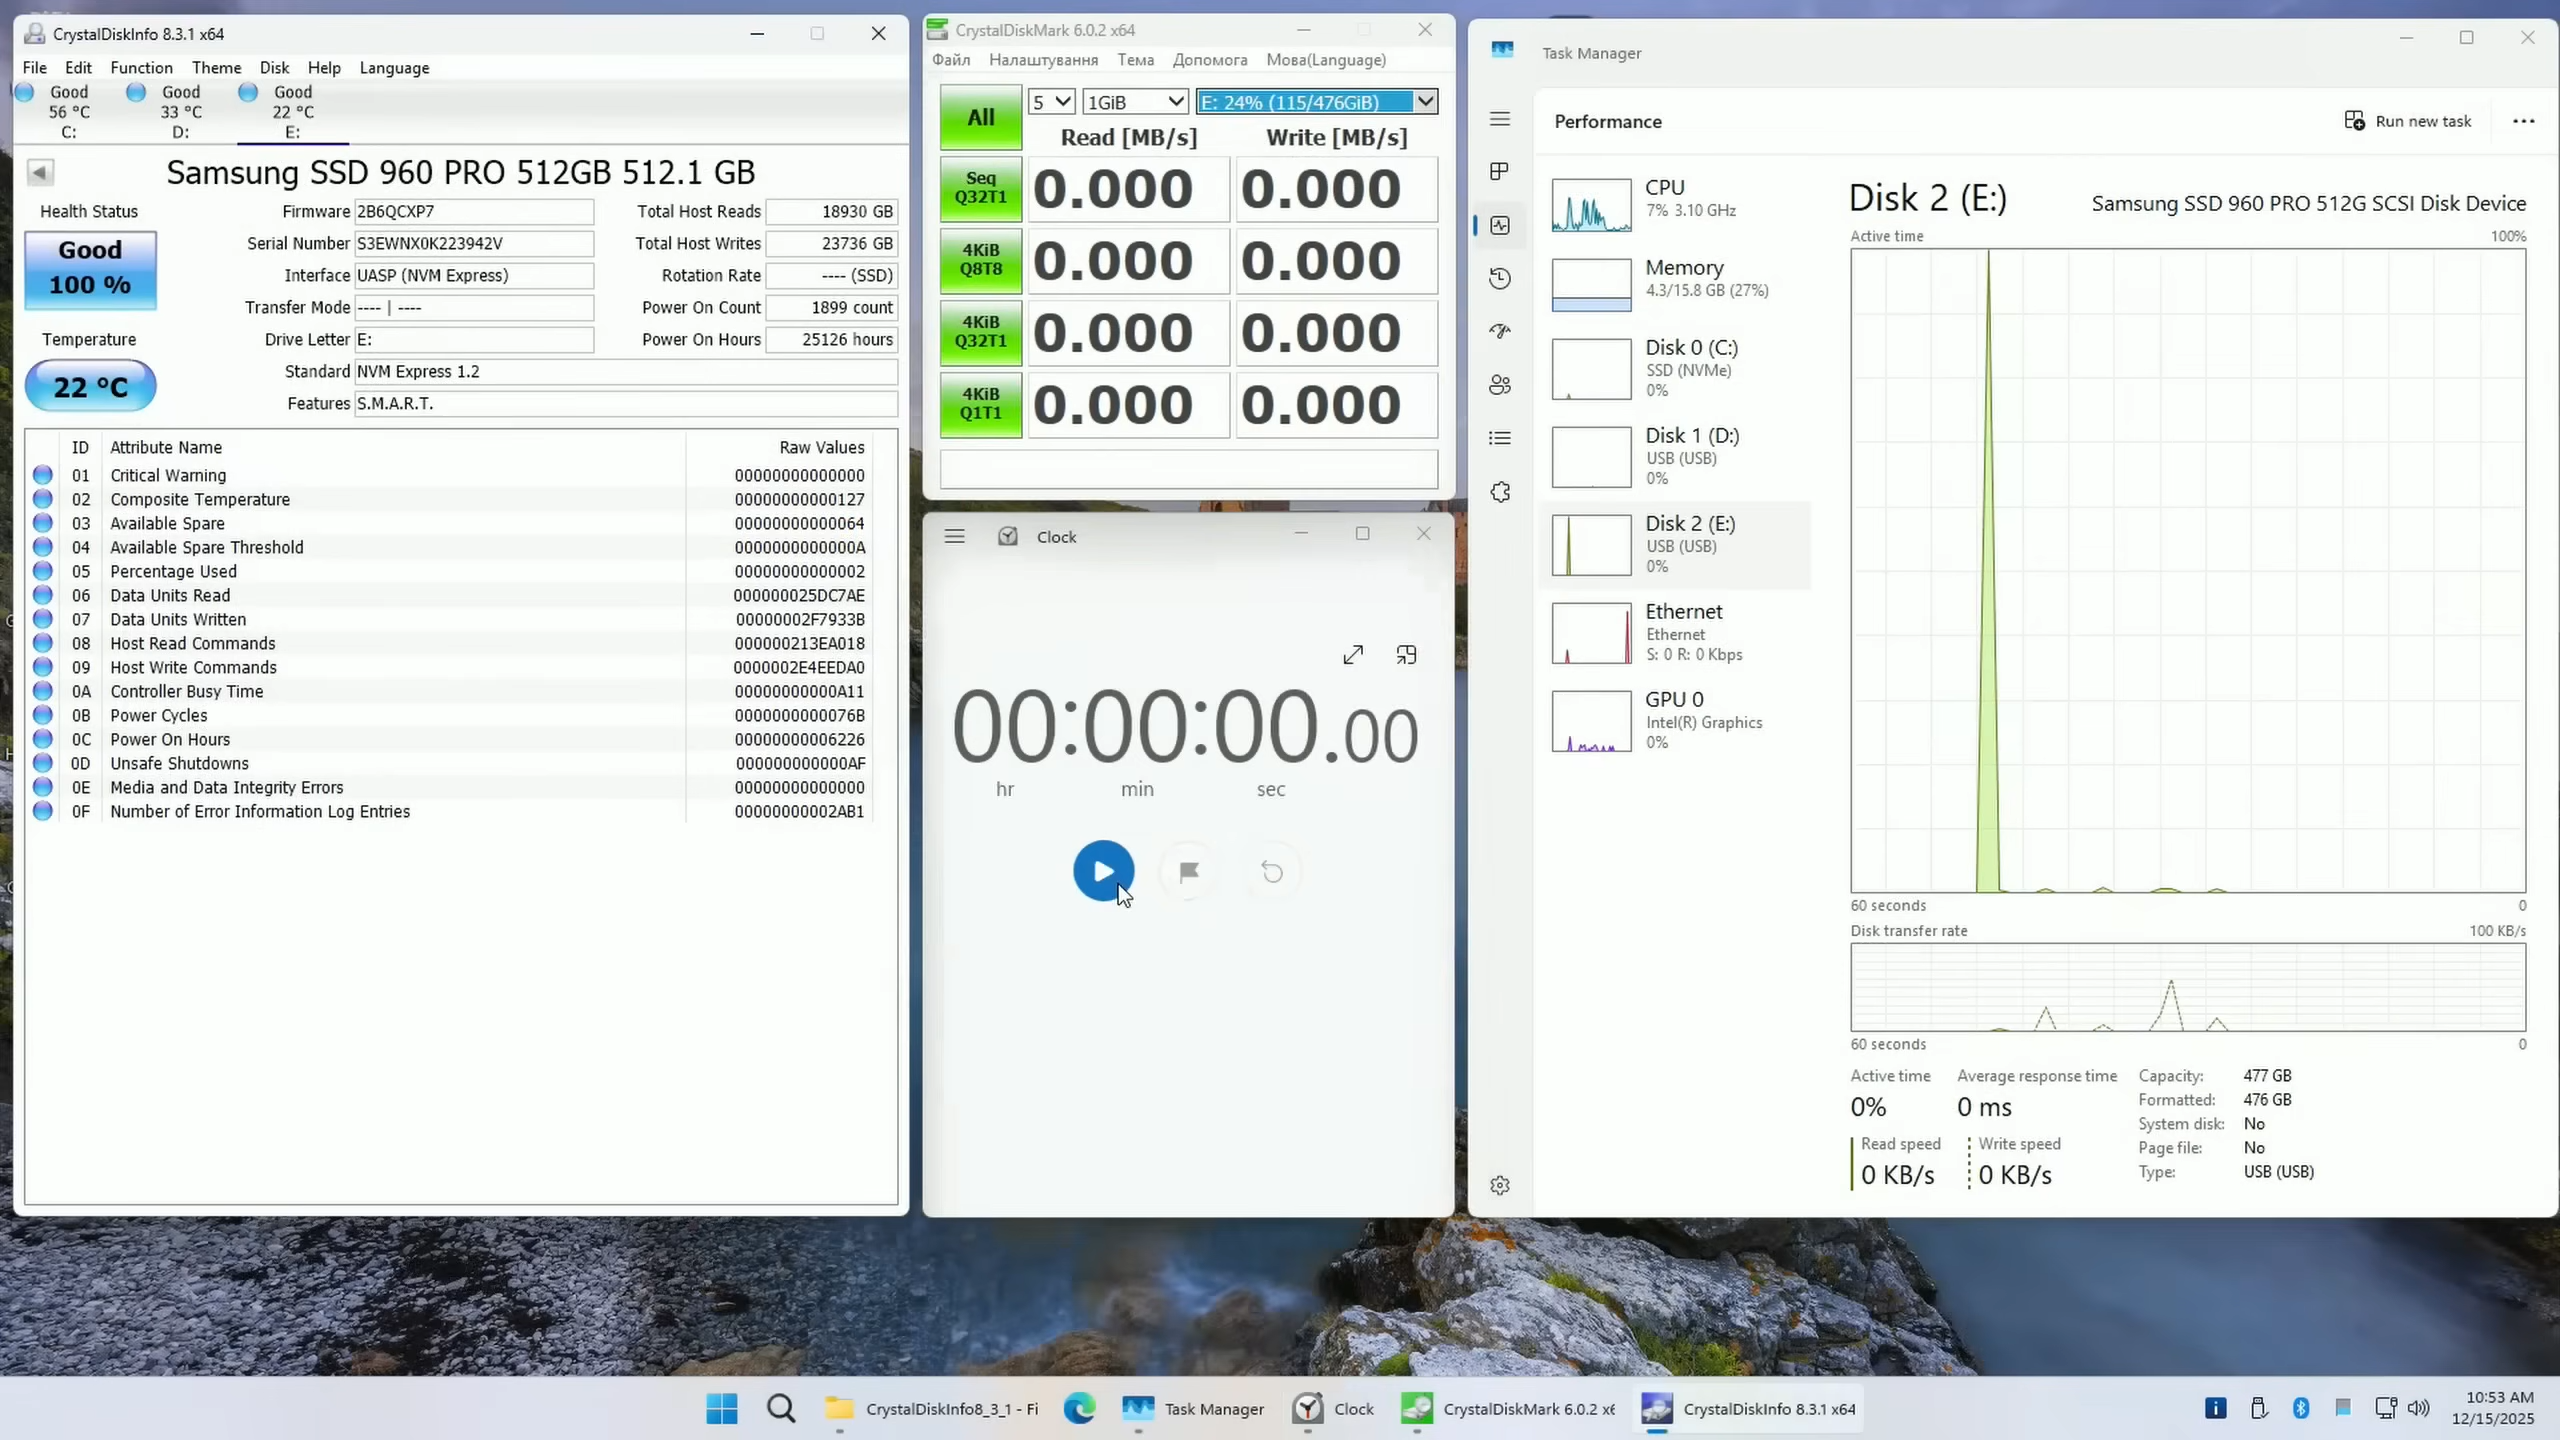 CrystalDiskInfo 8.3.1 x64
File Edit Function Theme Disk Help Language
Good Good Good
56 °C 33 °C 22 °C
C: D: E:
Samsung SSD 960 PRO 512GB 512.1 GB
Health Status
Good
100 %
Temperature
22 °C
Firmware 2B6QCXP7
Serial Number S3EWNX0K223942V
Interface UASP (NVM Express)
Transfer Mode ---- | ----
Drive Letter E:
Standard NVM Express 1.2
Features S.M.A.R.T.
Total Host Reads 18930 GB
Total Host Writes 23736 GB
Rotation Rate ---- (SSD)
Power On Count 1899 count
Power On Hours 25126 hours
ID Attribute Name Raw Values
01 Critical Warning 00000000000000
02 Composite Temperature 00000000000127
03 Available Spare 00000000000064
04 Available Spare Threshold 0000000000000A
05 Percentage Used 00000000000002
06 Data Units Read 000000025DC7AE
07 Data Units Written 00000002F7933B
08 Host Read Commands 000000213EA018
09 Host Write Commands 0000002E4EEDA0
0A Controller Busy Time 00000000000A11
0B Power Cycles 0000000000076B
0C Power On Hours 00000000006226
0D Unsafe Shutdowns 000000000000AF
0E Media and Data Integrity Errors 00000000000000
0F Number of Error Information Log Entries 00000000002AB1
CrystalDiskMark 6.0.2 x64
Файл Налаштування Тема Допомога Мова(Language)
All
5 1GiB E: 24% (115/476GiB)
Read [MB/s] Write [MB/s]
Seq
Q32T1
0.000 0.000
4KiB
Q8T8
0.000 0.000
4KiB
Q32T1
0.000 0.000
4KiB
Q1T1
0.000 0.000
Clock
00:00:00.00
hr min sec
Task Manager
Performance
Run new task
CPU
7% 3.10 GHz
Memory
4.3/15.8 GB (27%)
Disk 0 (C:)
SSD (NVMe)
0%
Disk 1 (D:)
USB (USB)
0%
Disk 2 (E:)
USB (USB)
0%
Ethernet
Ethernet
S: 0 R: 0 Kbps
GPU 0
Intel(R) Graphics
0%
Disk 2 (E:) Samsung SSD 960 PRO 512G SCSI Disk Device
Active time 100%
60 seconds 0
Disk transfer rate 100 KB/s
60 seconds 0
Active time
0%
Average response time
0 ms
Read speed
0 KB/s
Write speed
0 KB/s
Capacity: 477 GB
Formatted: 476 GB
System disk: No
Page file: No
Type: USB (USB)
CrystalDiskInfo8_3_1 - Fi
Task Manager
Clock
CrystalDiskMark 6.0.2 x6
CrystalDiskInfo 8.3.1 x64
10:53 AM
12/15/2025